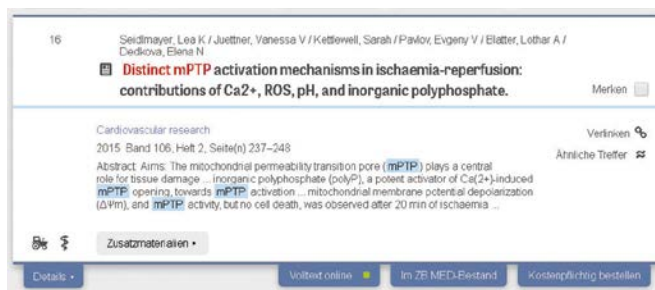 16
Seidlmayer, Lea K / Juettner, Vanessa V / Kettlewell, Sarah / Pavlov, Evgeny V / Blatter, Lothar A /
Dedkova, Elena N
Distinct mPTP activation mechanisms in ischaemia-reperfusion:
contributions of Ca2+, ROS, pH, and inorganic polyphosphate.
Merken
Cardiovascular research
2015 Band 106, Heft 2, Seite(n) 237–248
Abstract: Aims: The mitochondrial permeability transition pore (mPTP) plays a central
role for tissue damage ... inorganic polyphosphate (polyP), a potent activator of Ca(2+)-induced
mPTP opening, towards mPTP activation ... mitochondrial membrane potential depolarization
(ΔΨm), and mPTP activity, but no cell death, was observed after 20 min of ischaemia ...
Verlinken
Ähnliche Treffer
Zusatzmaterialien
Details
Volltext online
Im ZB MED-Bestand
Kostenpflichtig bestellen